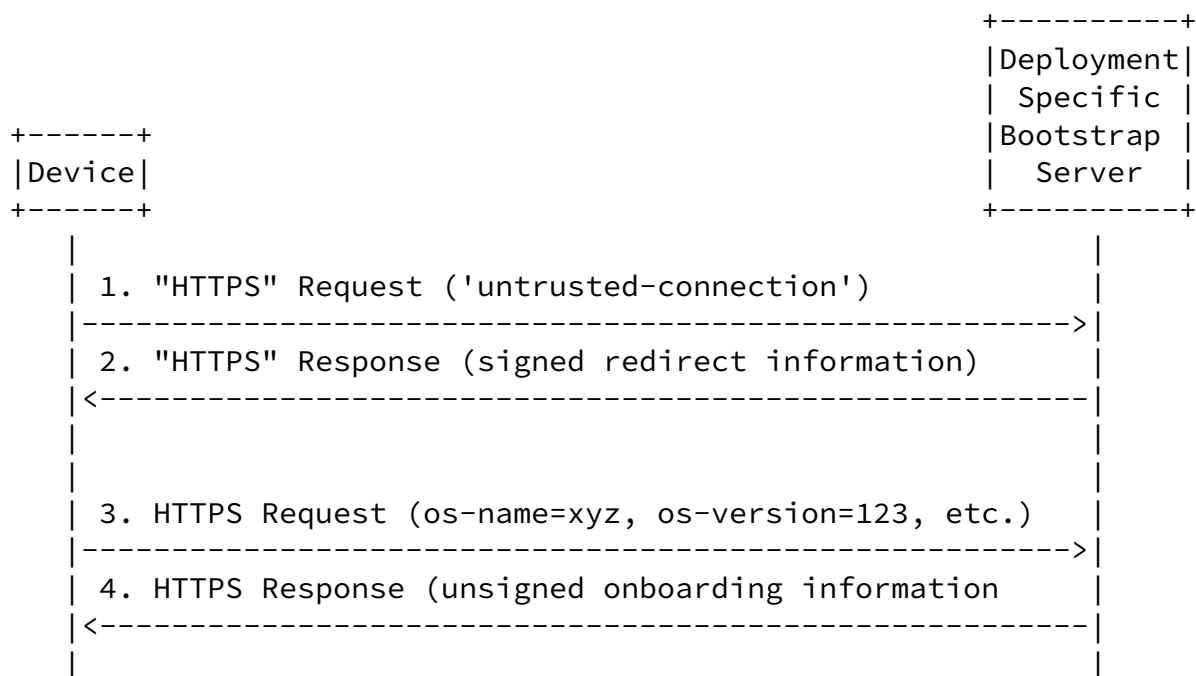 Deployment
Specific
Bootstrap
Server
Device
1. "HTTPS" Request ('untrusted-connection')
2. "HTTPS" Response (signed redirect information)
3. HTTPS Request (os-name=xyz, os-version=123, etc.)
4. HTTPS Response (unsigned onboarding information